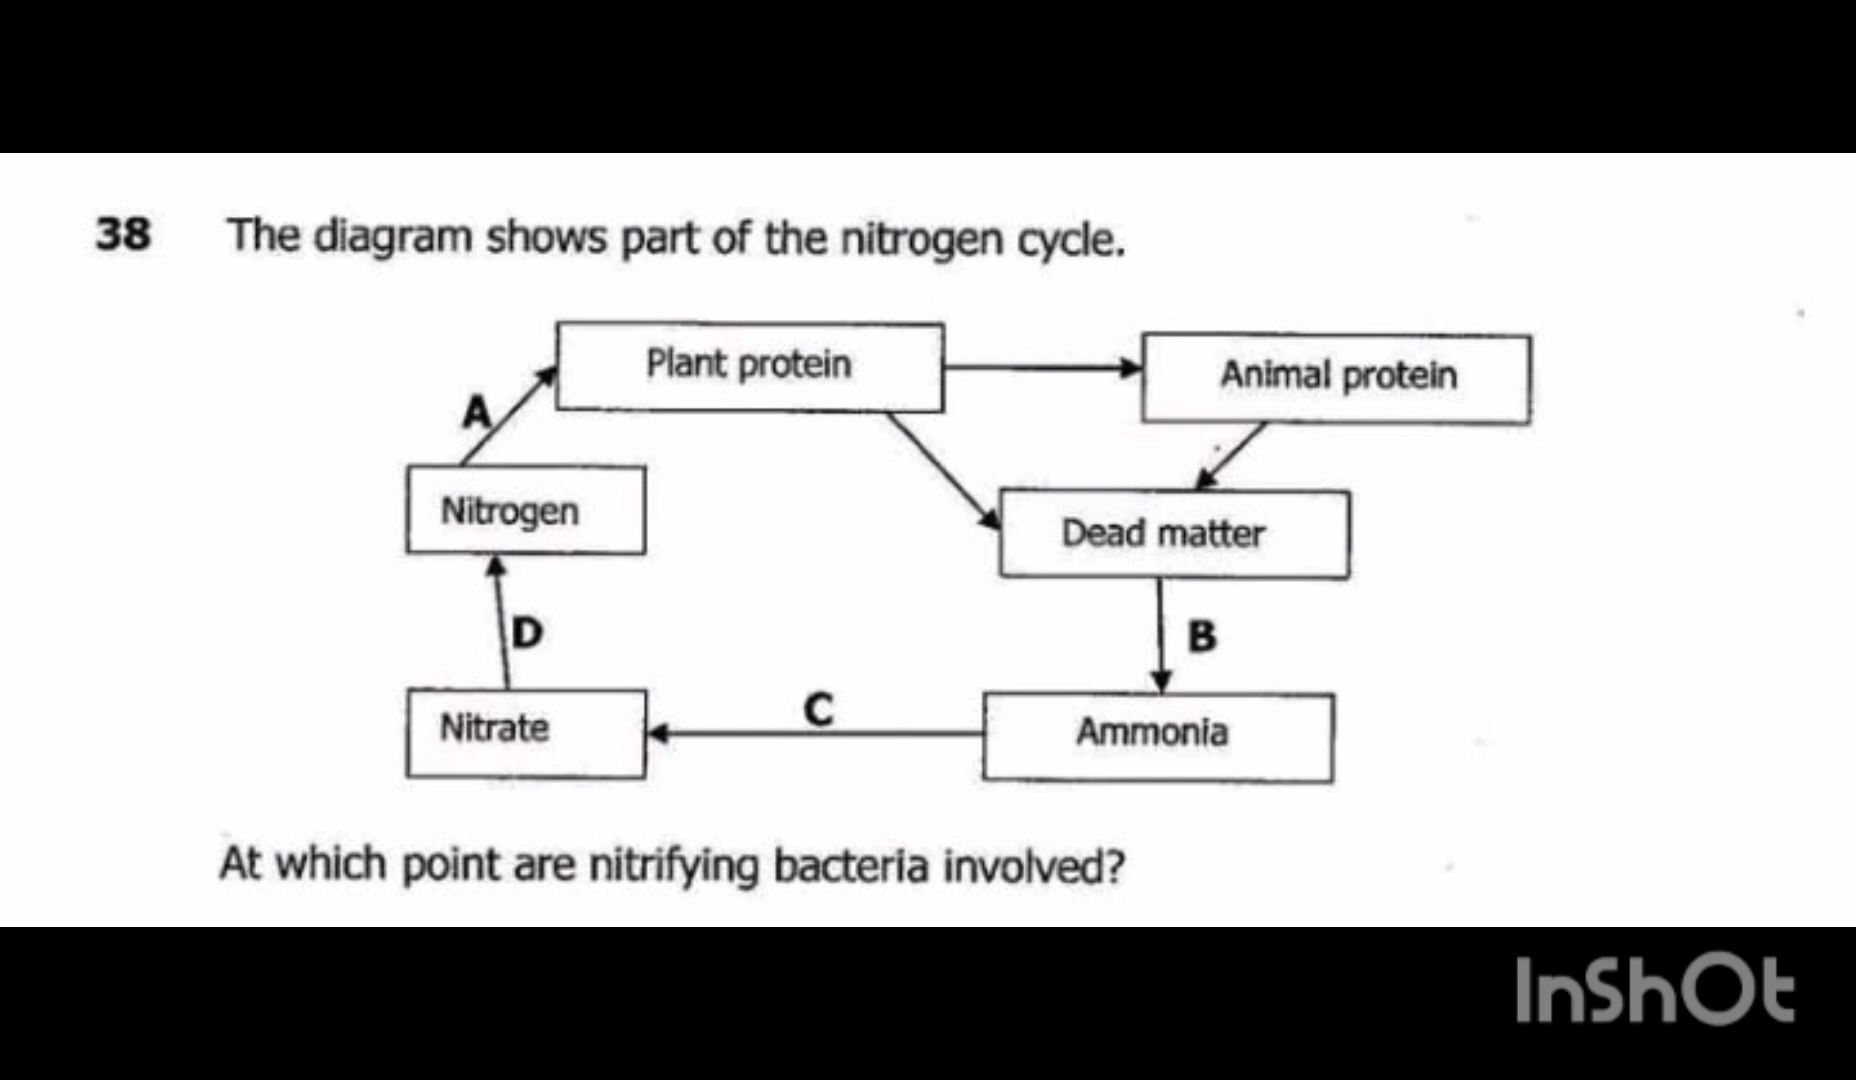 38 The diagram shows part of the nitrogen cycle.
Plant protein
Animal protein
A
Nitrogen
Dead matter
D
B
C
Nitrate
Ammonia
At which point are nitrifying bacteria involved?
InShOt